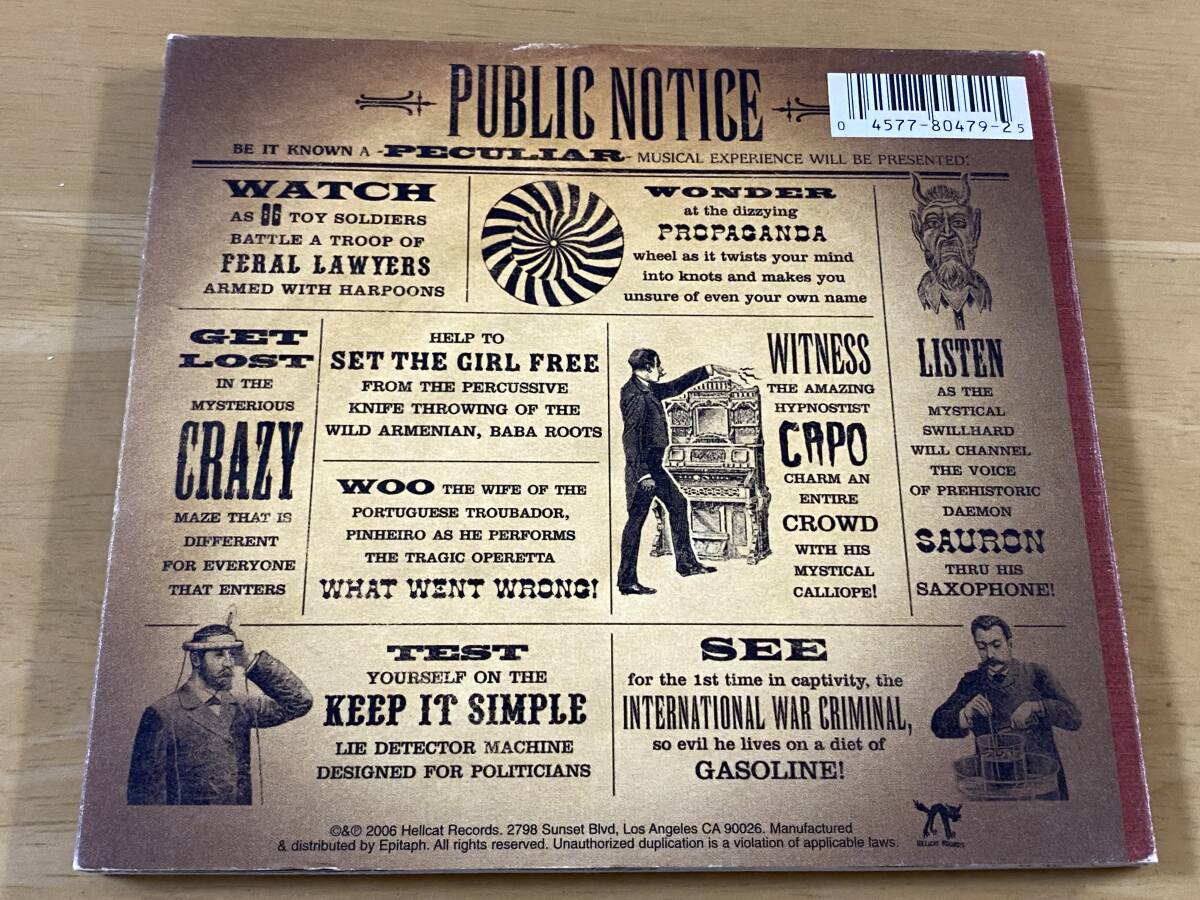 PUBLIC NOTICE
0 4577-80479-2 5
BE IT KNOWN A -PECULIAR- MUSICAL EXPERIENCE WILL BE PRESENTED:
WATCH
AS 86 TOY SOLDIERS
BATTLE A TROOP OF
FERAL LAWYERS
ARMED WITH HARPOONS
WONDER
at the dizzying
PROPAGANDA
wheel as it twists your mind
into knots and makes you
unsure of even your own name
GET
LOST
IN THE
MYSTERIOUS
CRAZY
MAZE THAT IS
DIFFERENT
FOR EVERYONE
THAT ENTERS
HELP TO
SET THE GIRL FREE
FROM THE PERCUSSIVE
KNIFE THROWING OF THE
WILD ARMENIAN, BABA ROOTS
WOO THE WIFE OF THE
PORTUGUESE TROUBADOR,
PINHEIRO AS HE PERFORMS
THE TRAGIC OPERETTA
WHAT WENT WRONG!
WITNESS
THE AMAZING
HYPNOTIST
CAPO
CHARM AN
ENTIRE
CROWD
WITH HIS
MYSTICAL
CALLIOPE!
LISTEN
AS THE
MYSTICAL
SWILLHARD
WILL CHANNEL
THE VOICE
OF PREHISTORIC
DAEMON
SAURON
THRU HIS
SAXOPHONE!
TEST
YOURSELF ON THE
KEEP IT SIMPLE
LIE DETECTOR MACHINE
DESIGNED FOR POLITICIANS
SEE
for the 1st time in captivity, the
INTERNATIONAL WAR CRIMINAL,
so evil he lives on a diet of
GASOLINE!
©&℗ 2006 Hellcat Records. 2798 Sunset Blvd, Los Angeles CA 90026. Manufactured
& distributed by Epitaph. All rights reserved. Unauthorized duplication is a violation of applicable laws.
HELLCAT RECORDS